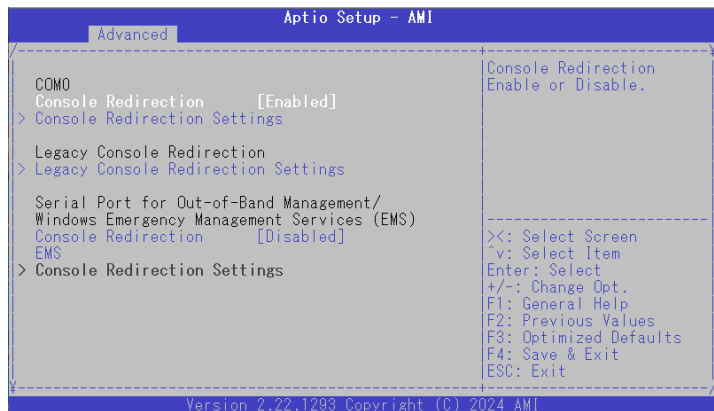 Aptio Setup - AMI
Advanced
Console Redirection
Enable or Disable.
COM0
Console Redirection [Enabled]
> Console Redirection Settings
Legacy Console Redirection
> Legacy Console Redirection Settings
Serial Port for Out-of-Band Management/
Windows Emergency Management Services (EMS)
Console Redirection [Disabled]
EMS
> Console Redirection Settings
><: Select Screen
^v: Select Item
Enter: Select
+/-: Change Opt.
F1: General Help
F2: Previous Values
F3: Optimized Defaults
F4: Save & Exit
ESC: Exit
Version 2.22.1293 Copyright (C) 2024 AMI